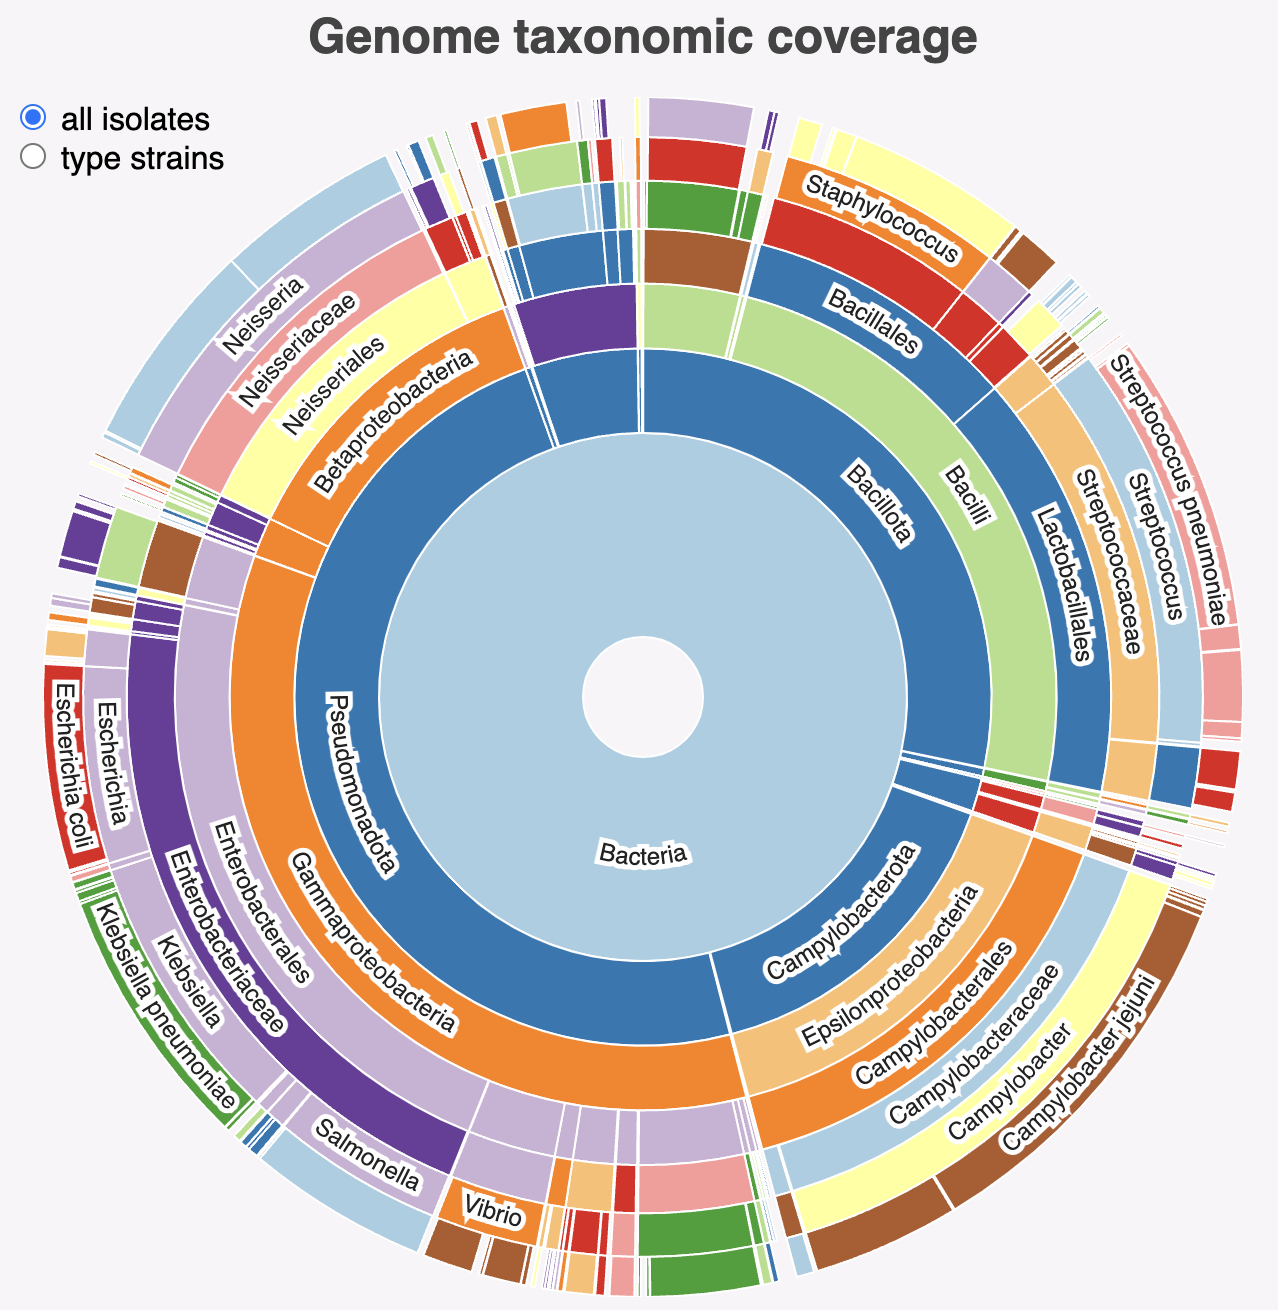 Genome taxonomic coverage
all isolates
type strains
Staphylococcus
Bacillales
Bacillota
Bacilli
Lactobacillales
Streptococcaceae
Streptococcus
Streptococcus pneumoniae
Neisseria
Neisseriaceae
Neisseriales
Betaproteobacteria
Pseudomonadota
Gammaproteobacteria
Enterobacterales
Enterobacteriaceae
Escherichia
Escherichia coli
Klebsiella
Klebsiella pneumoniae
Salmonella
Vibrio
Bacteria
Campylobacterota
Epsilonproteobacteria
Campylobacterales
Campylobacteraceae
Campylobacter
Campylobacter jejuni